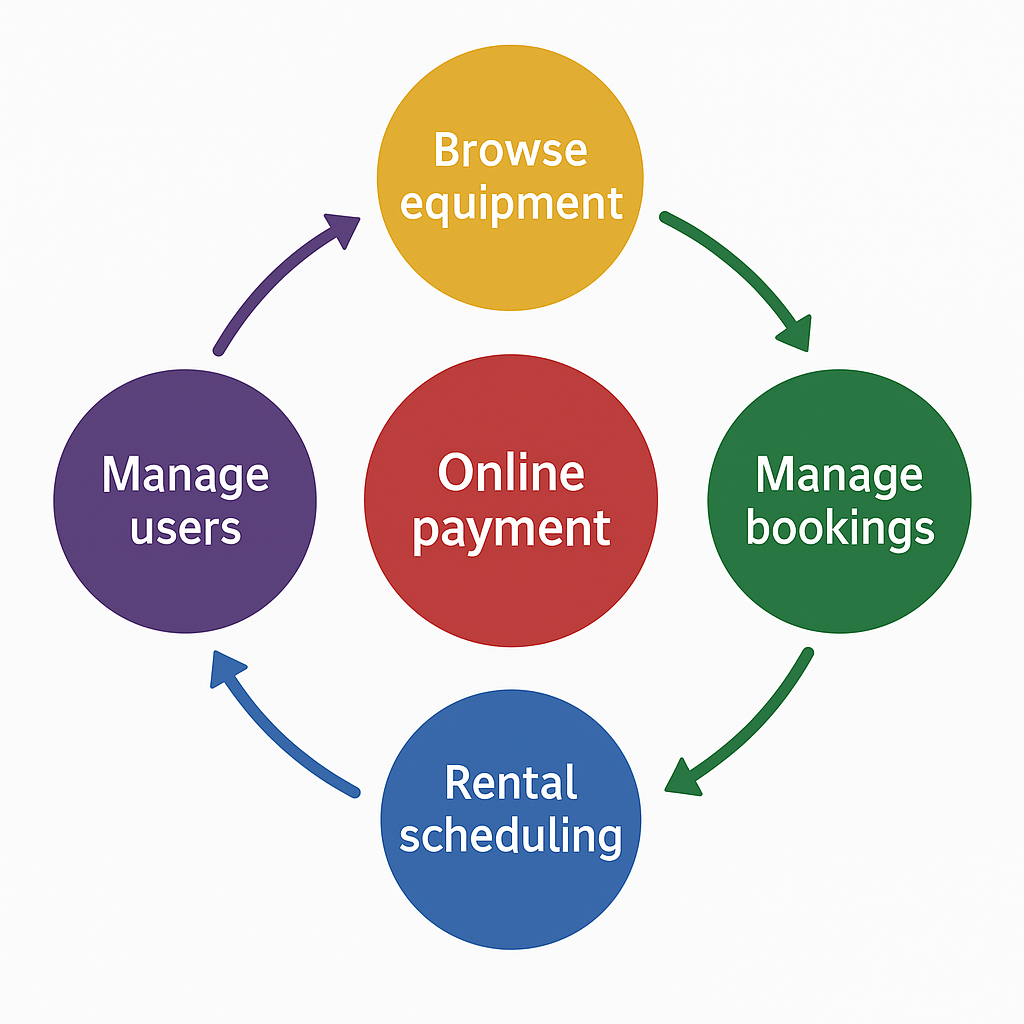 Browse
equipment
Manage
users
Online
payment
Manage
bookings
Rental
scheduling